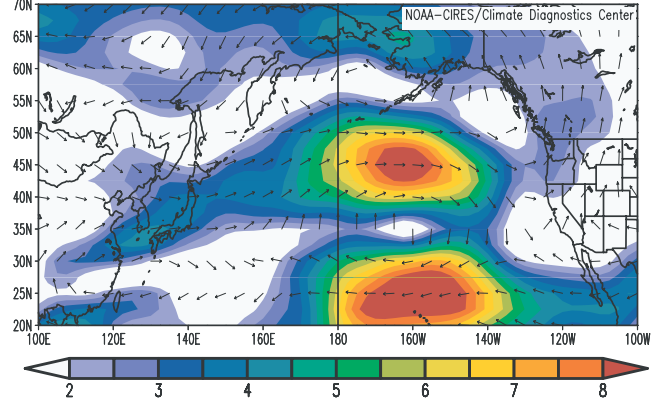 70N
NOAA-CIRES/Climate Diagnostics Center
65N
60N
55N
50N
45N
40N
35N
30N
25N
20N
100E 120E 140E 160E 180 160W 140W 120W 100W
2 3 4 5 6 7 8